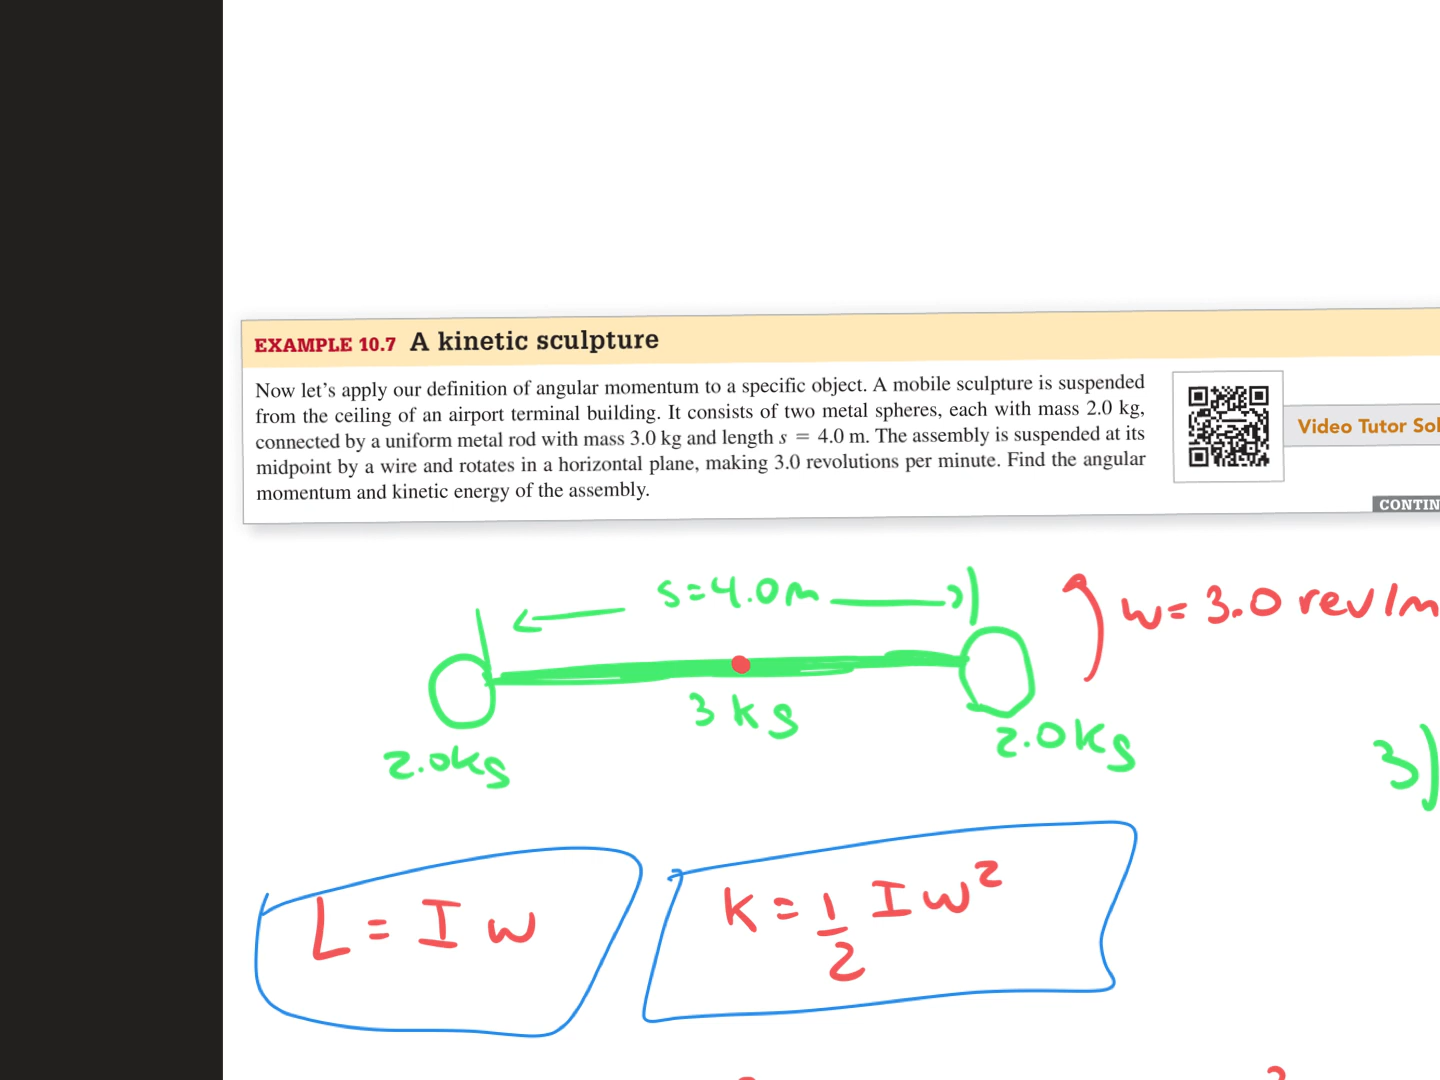 EXAMPLE 10.7 A kinetic sculpture
Now let's apply our definition of angular momentum to a specific object. A mobile sculpture is suspended
from the ceiling of an airport terminal building. It consists of two metal spheres, each with mass 2.0 kg,
connected by a uniform metal rod with mass 3.0 kg and length s = 4.0 m. The assembly is suspended at its
midpoint by a wire and rotates in a horizontal plane, making 3.0 revolutions per minute. Find the angular
momentum and kinetic energy of the assembly.
Video Tutor Sol
CONTIN
s=4.0m
w= 3.0 rev/m
3 kg
2.0kg
2.0kg
3)
L = I w
K = 1/2 I w²